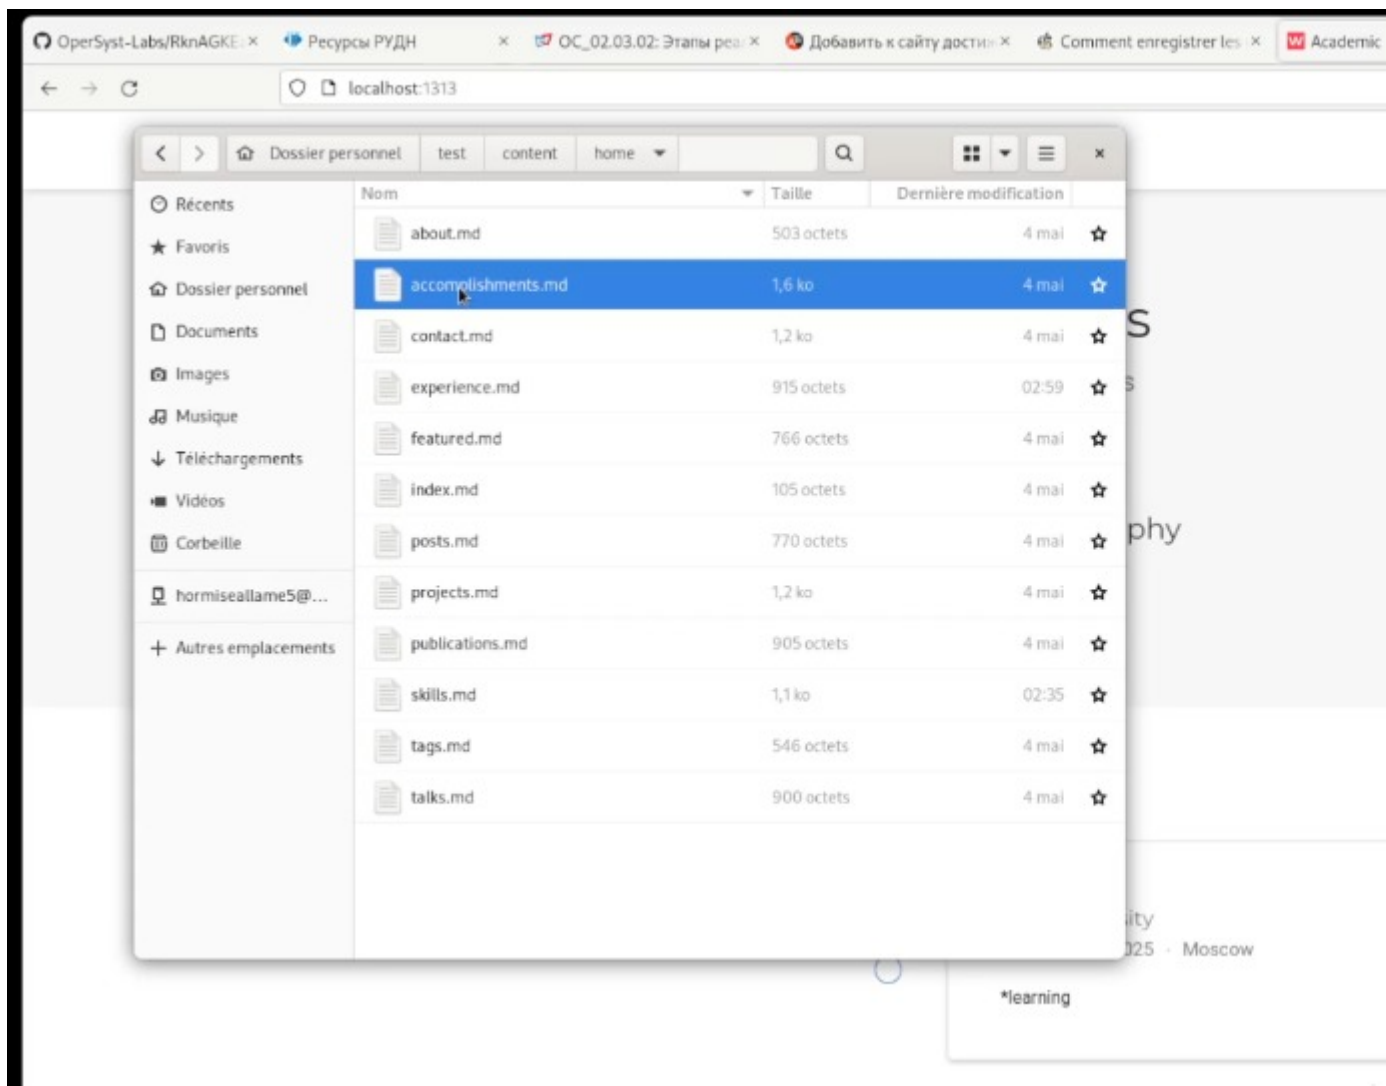 OperSyst-Labs/RknAGKE
Ресурсы РУДН
ОС_02.03.02: Этапы реа
Добавить к сайту дости
Comment enregistrer les
Academic
localhost:1313
Dossier personnel test content home
Nom Taille Dernière modification
Récents
Favoris
Dossier personnel
Documents
Images
Musique
Téléchargements
Vidéos
Corbeille
hormiseallame5@...
Autres emplacements
about.md 503 octets 4 mai
accomplishments.md 1,6 ko 4 mai
contact.md 1,2 ko 4 mai
experience.md 915 octets 02:59
featured.md 766 octets 4 mai
index.md 105 octets 4 mai
posts.md 770 octets 4 mai
projects.md 1,2 ko 4 mai
publications.md 905 octets 4 mai
skills.md 1,1 ko 02:35
tags.md 546 octets 4 mai
talks.md 900 octets 4 mai
s
s
phy
sity
2025 · Moscow
*learning